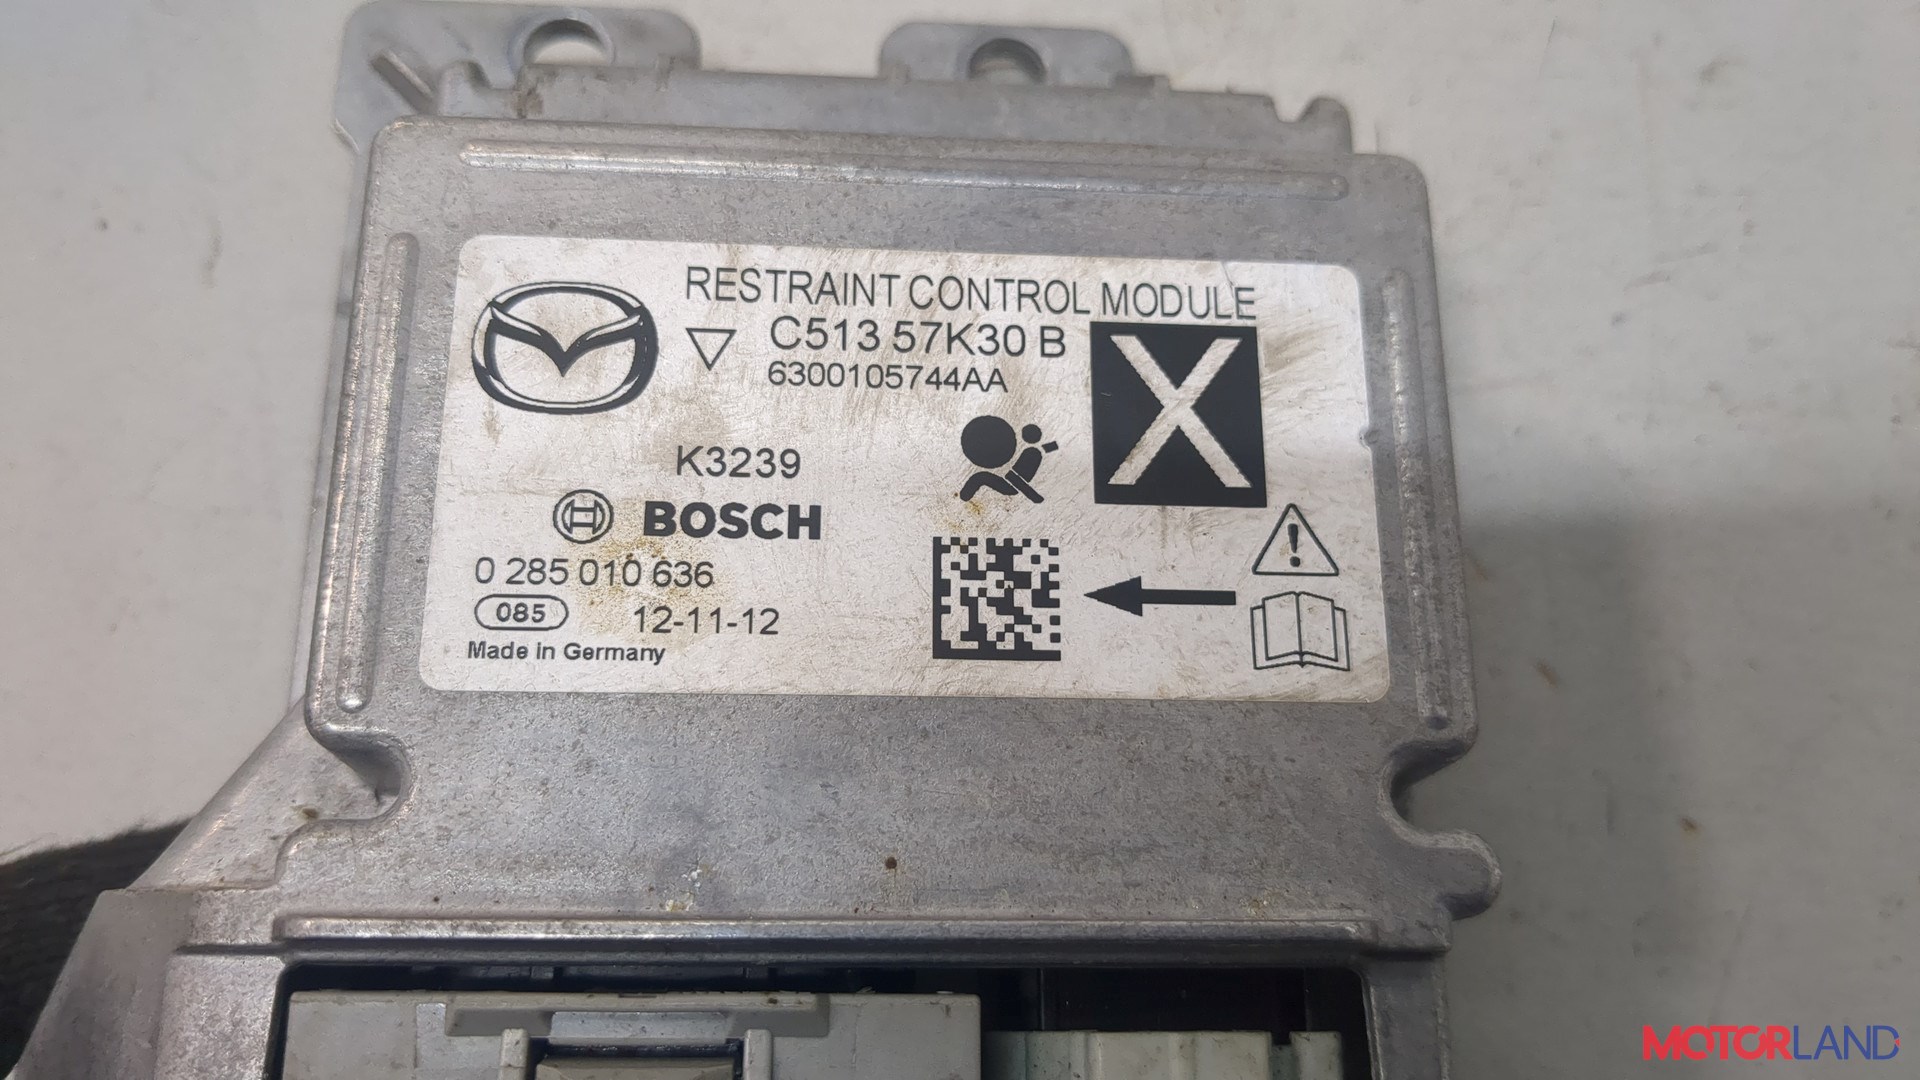 RESTRAINT CONTROL MODULE
C513 57K30 B
6300105744AA
X
K3239
BOSCH
0 285 010 636
085 12-11-12
Made in Germany
MOTORLAND